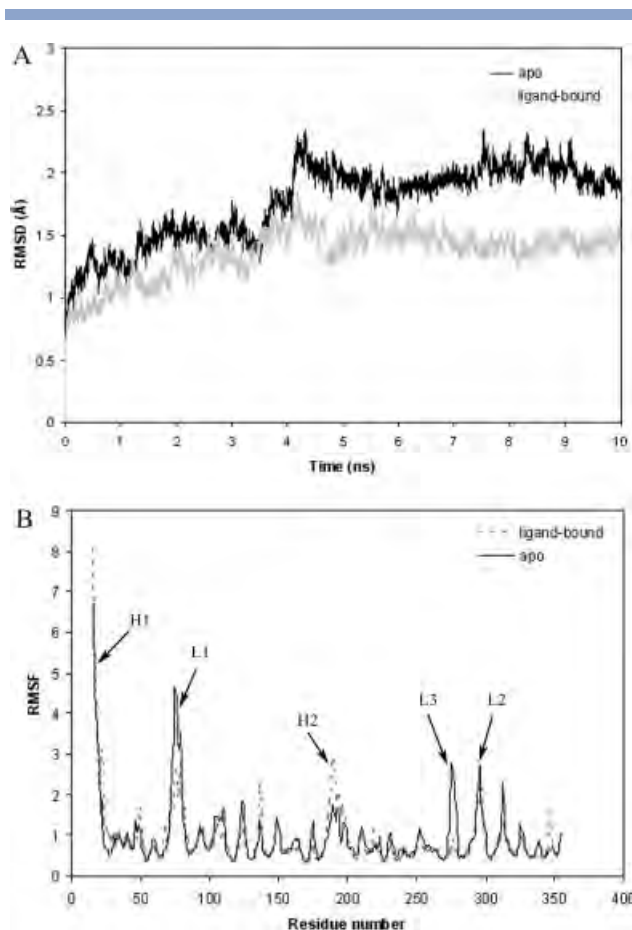 A
3
apo
ligand-bound
2.5
2
1.5
1
0.5
0
RMSD (Å)
0 1 2 3 4 5 6 7 8 9 10
Time (ns)
B
9
ligand-bound
apo
8
7
6
5
4
3
2
1
0
RMSF
H1
L1
H2
L3
L2
0 50 100 150 200 250 300 350 400
Residue number